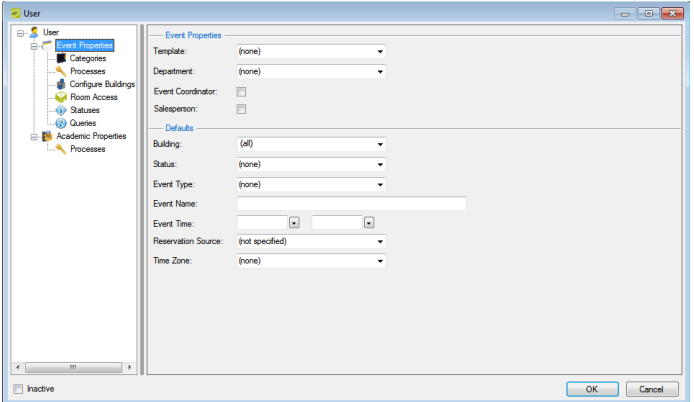 User
User
Event Properties
Categories
Processes
Configure Buildings
Room Access
Statuses
Queries
Academic Properties
Processes
Event Properties
Template: (none)
Department: (none)
Event Coordinator:
Salesperson:
Defaults
Building: (all)
Status: (none)
Event Type: (none)
Event Name:
Event Time:
Reservation Source: (not specified)
Time Zone: (none)
Inactive
OK Cancel